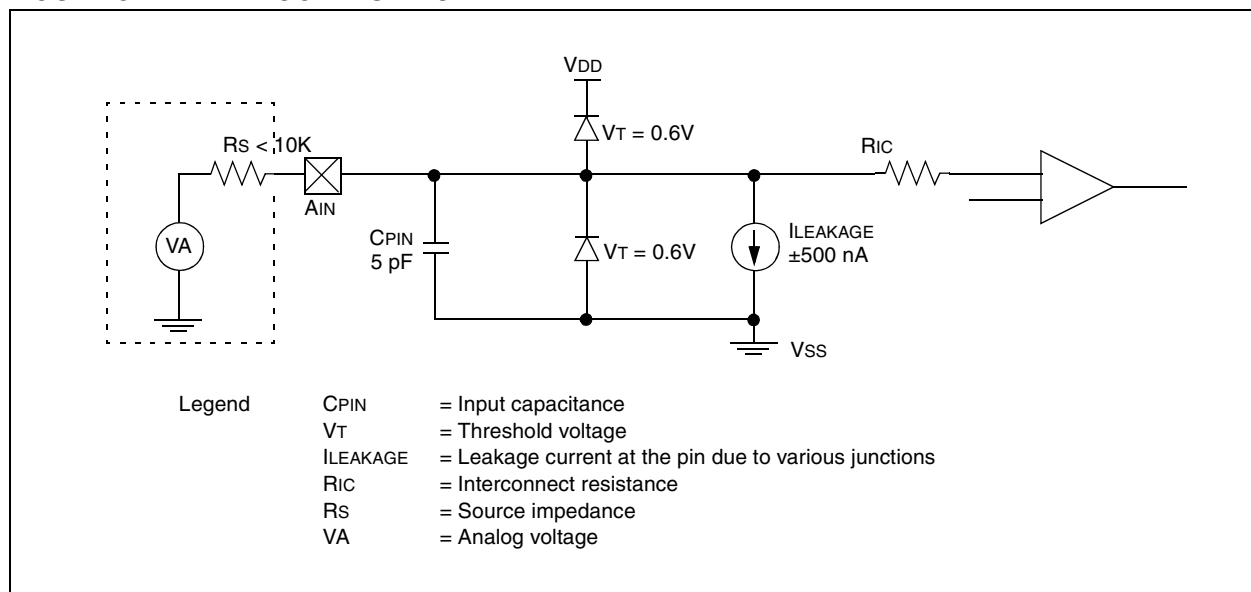 VDD
VT = 0.6V
RS < 10K
RIC
AIN
VA
CPIN
5 pF
VT = 0.6V
ILEAKAGE
±500 nA
VSS
Legend
CPIN = Input capacitance
VT = Threshold voltage
ILEAKAGE = Leakage current at the pin due to various junctions
RIC = Interconnect resistance
RS = Source impedance
VA = Analog voltage